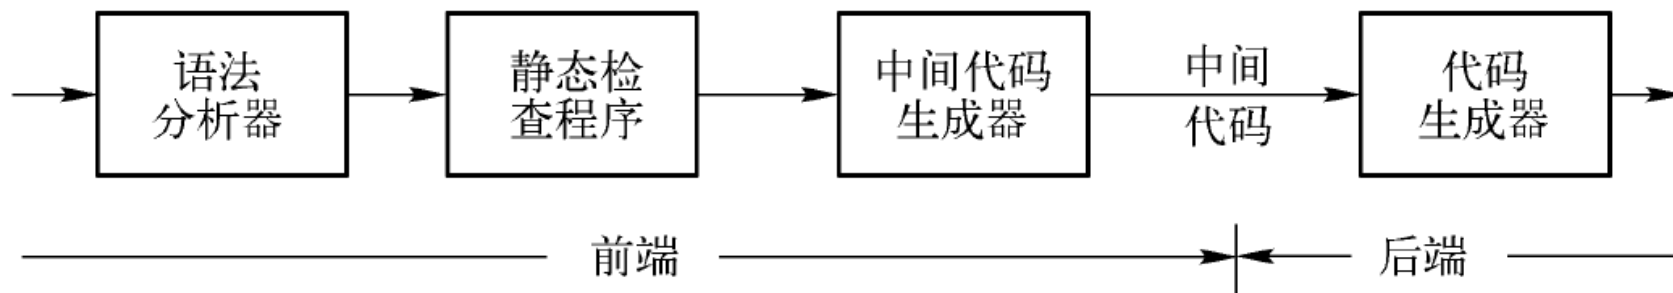 语法
分析器
静态检
查程序
中间代码
生成器
中间
代码
代码
生成器
前端
后端